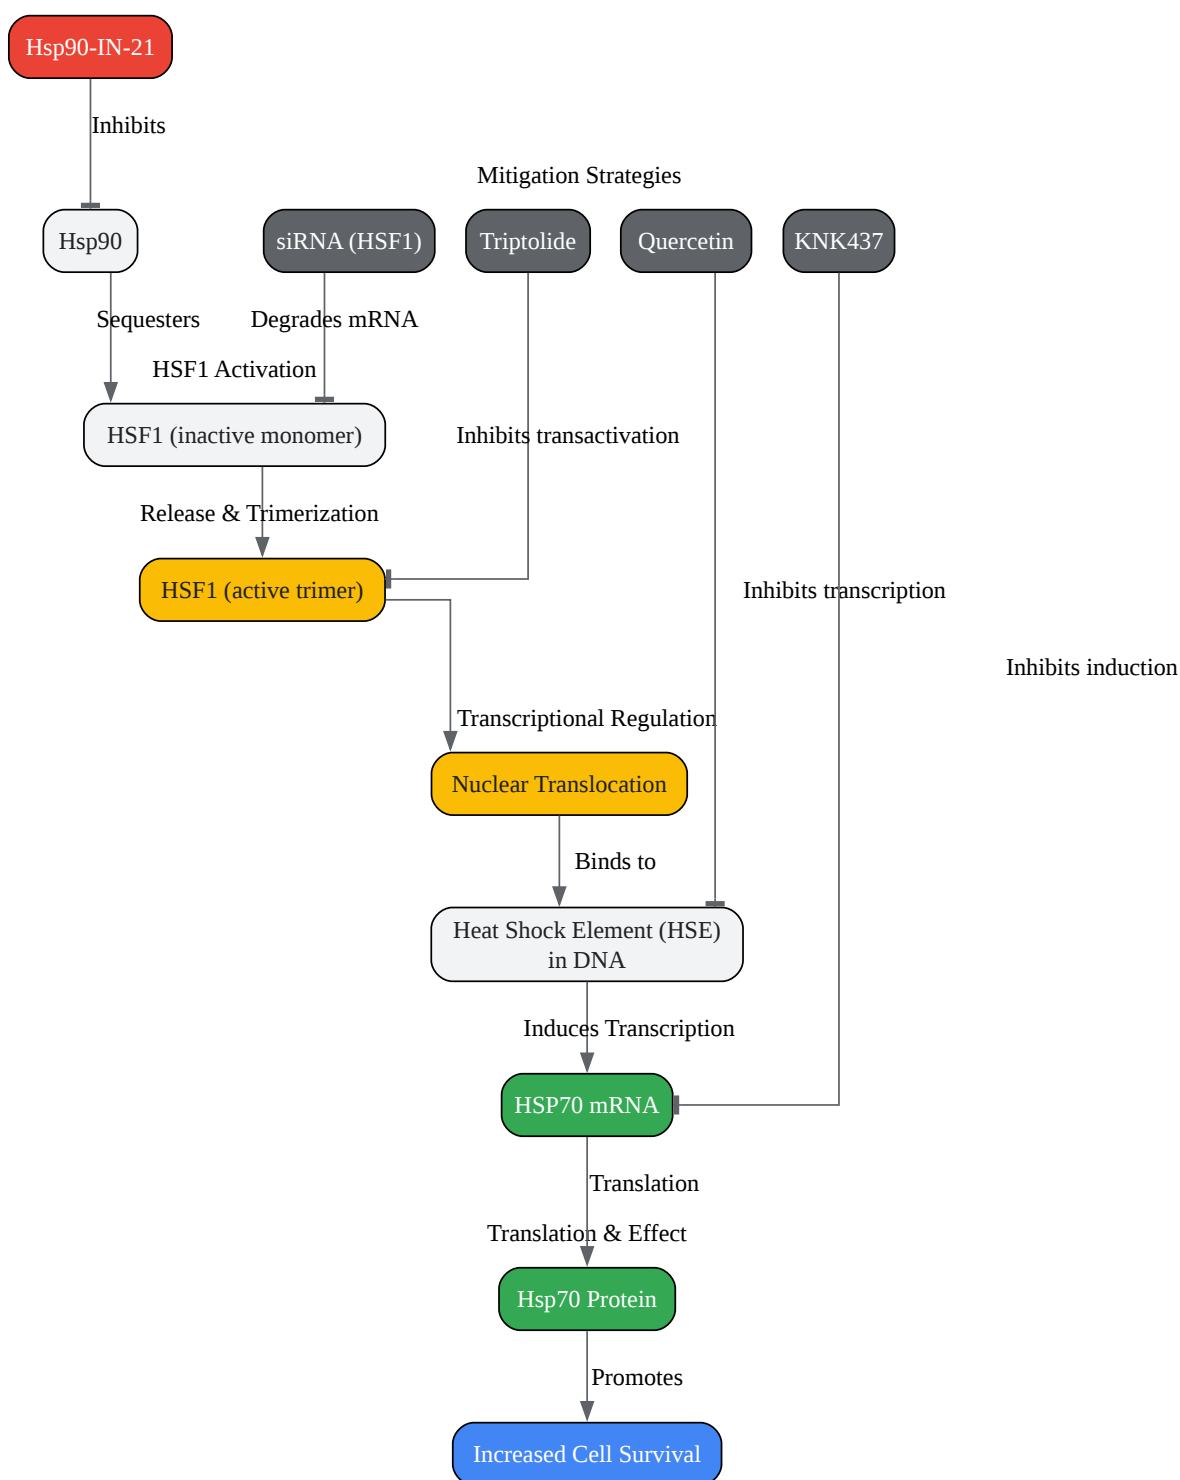 Hsp90-IN-21
Inhibits
Mitigation Strategies
Hsp90
siRNA (HSF1)
Triptolide
Quercetin
KNK437
Sequesters
Degrades mRNA
HSF1 Activation
HSF1 (inactive monomer)
Inhibits transactivation
Release & Trimerization
HSF1 (active trimer)
Inhibits transcription
Inhibits induction
Transcriptional Regulation
Nuclear Translocation
Binds to
Heat Shock Element (HSE)
in DNA
Induces Transcription
HSP70 mRNA
Translation
Translation & Effect
Hsp70 Protein
Promotes
Increased Cell Survival